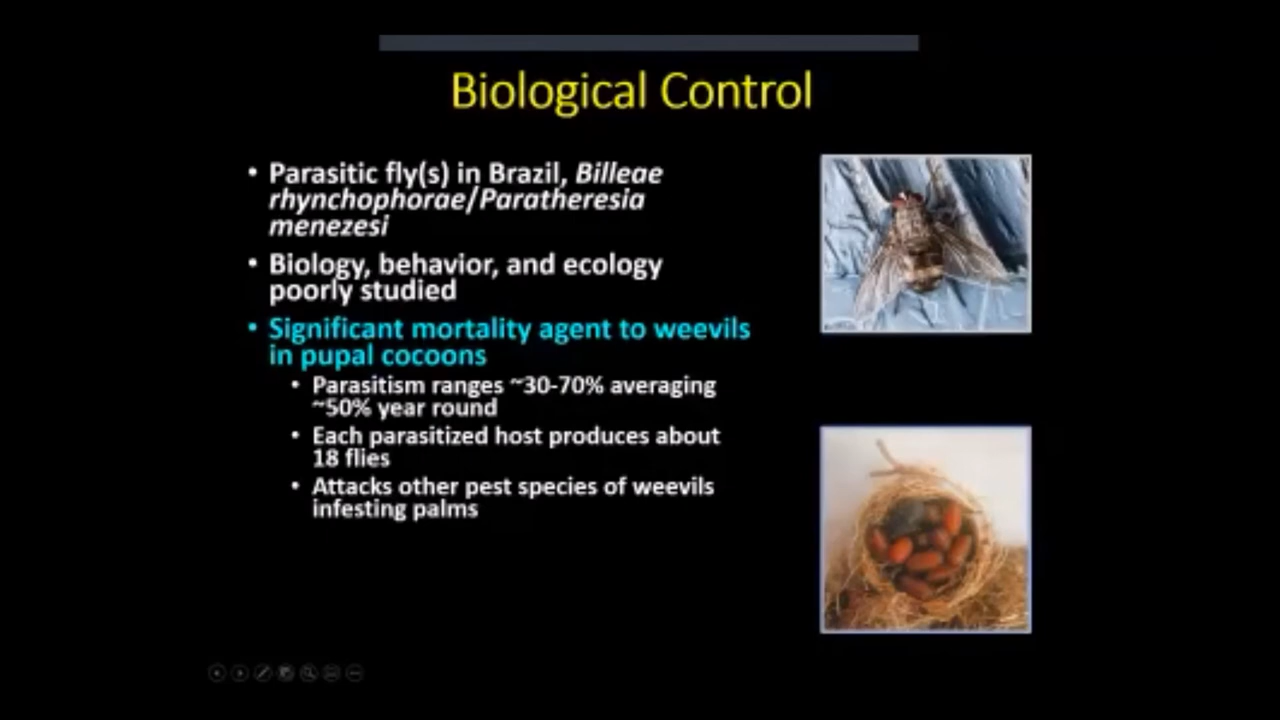 Biological Control
• Parasitic fly(s) in Brazil, Billeae
rhynchophorae/Paratheresia
menezesi
• Biology, behavior, and ecology
poorly studied
• Significant mortality agent to weevils
in pupal cocoons
• Parasitism ranges ~30-70% averaging
~50% year round
• Each parasitized host produces about
18 flies
• Attacks other pest species of weevils
infesting palms